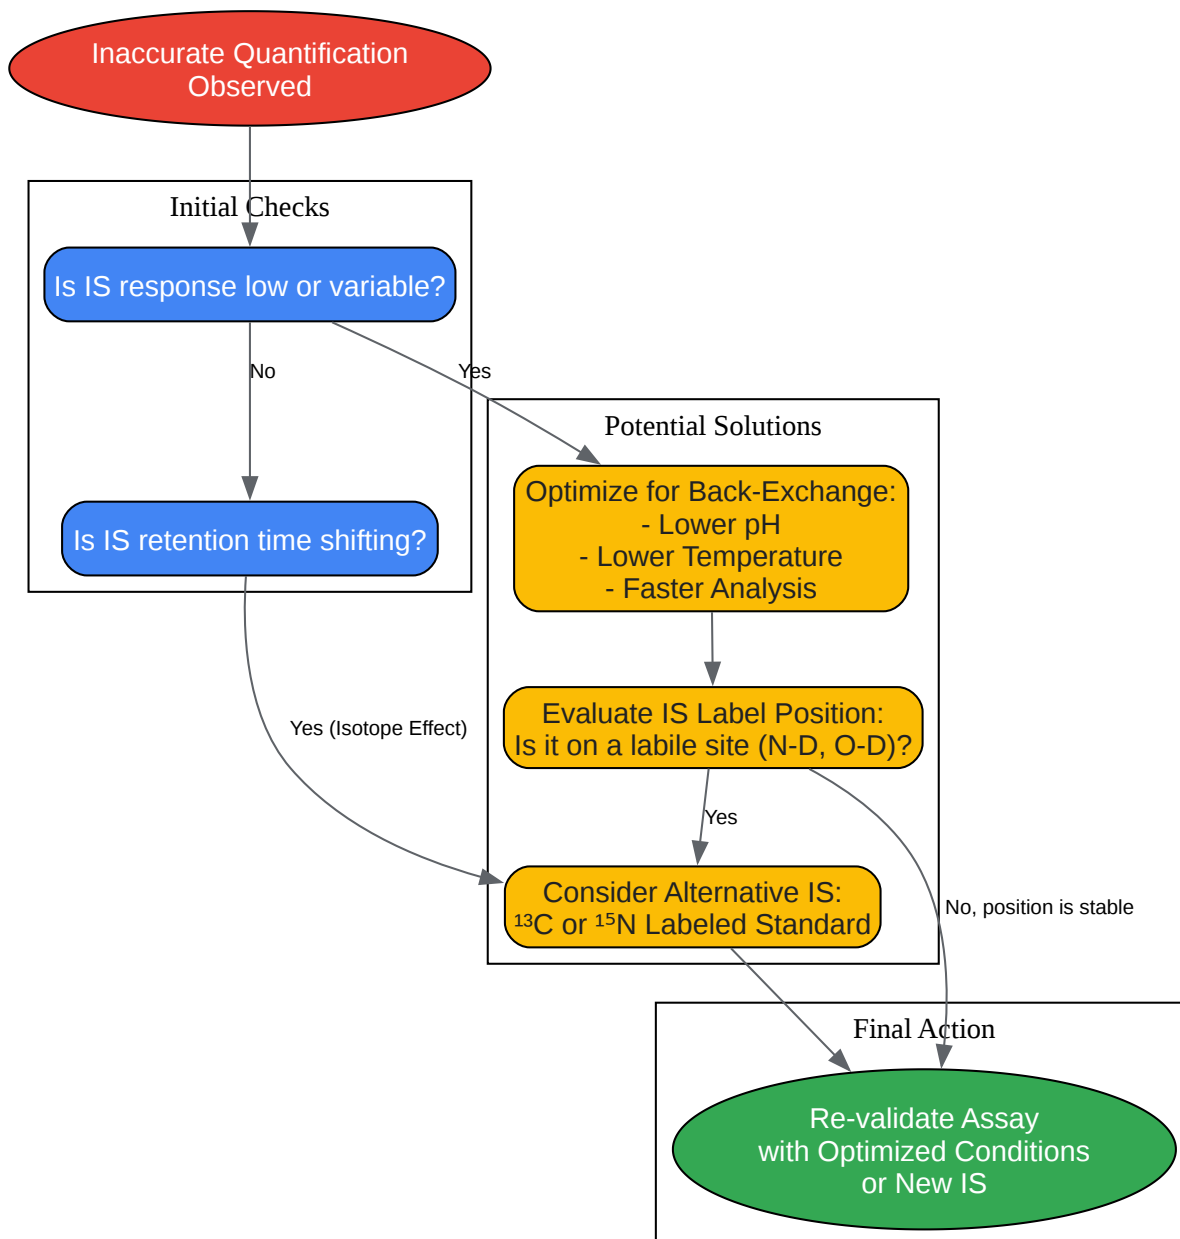 Inaccurate Quantification
Observed
Initial Checks
Is IS response low or variable?
No
Yes
Is IS retention time shifting?
Potential Solutions
Optimize for Back-Exchange:
- Lower pH
- Lower Temperature
- Faster Analysis
Evaluate IS Label Position:
Is it on a labile site (N-D, O-D)?
Yes (Isotope Effect)
Yes
Consider Alternative IS:
¹³C or ¹⁵N Labeled Standard
No, position is stable
Final Action
Re-validate Assay
with Optimized Conditions
or New IS